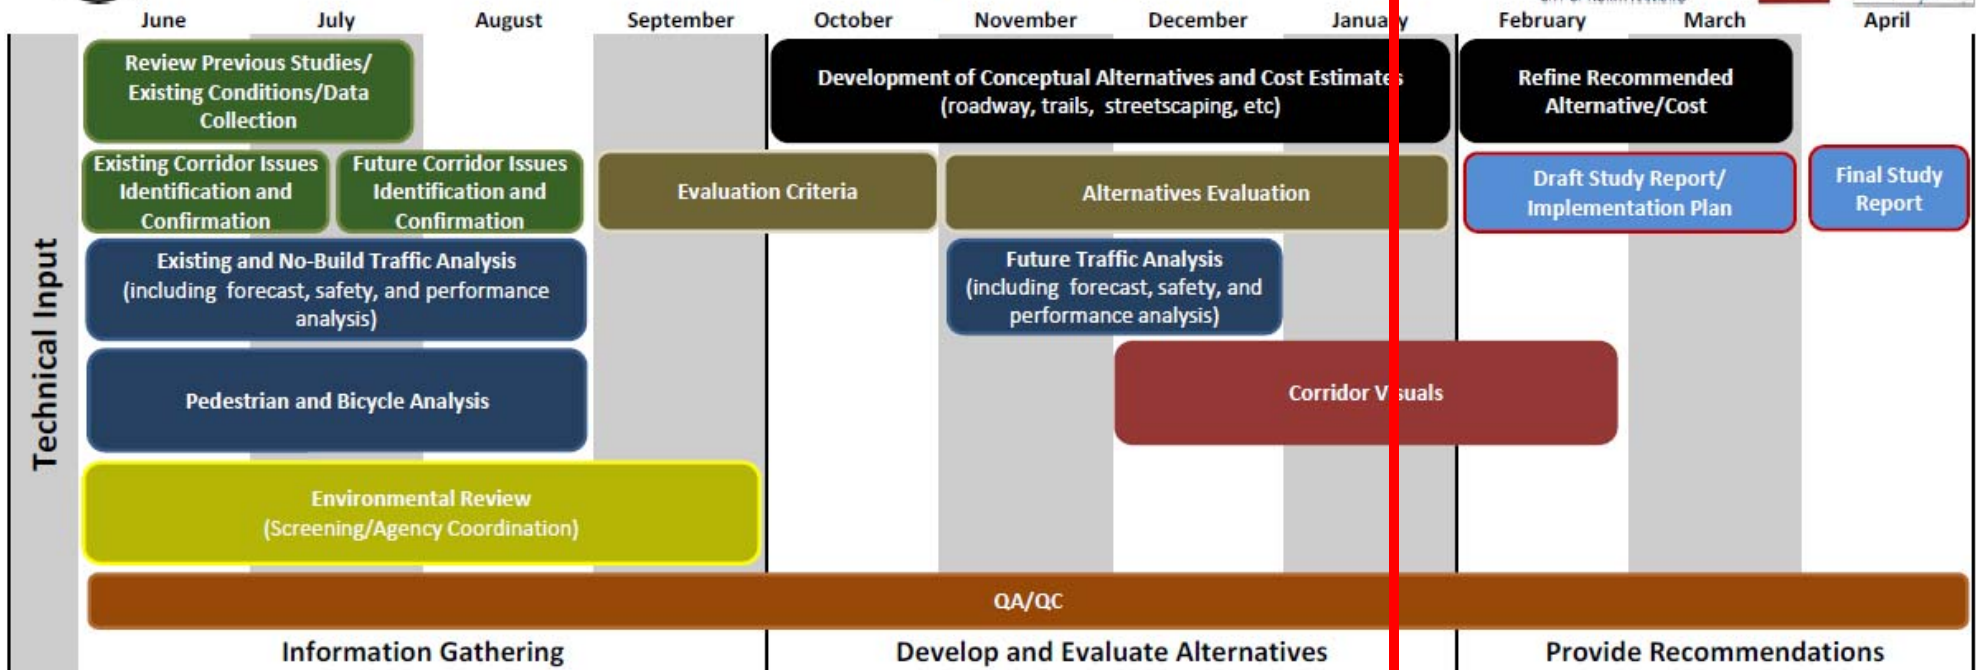 June July August September October November December January February March April
Technical Input
Review Previous Studies/
Existing Conditions/Data
Collection
Development of Conceptual Alternatives and Cost Estimates
(roadway, trails, streetscaping, etc)
Refine Recommended
Alternative/Cost
Existing Corridor Issues
Identification and
Confirmation
Future Corridor Issues
Identification and
Confirmation
Evaluation Criteria
Alternatives Evaluation
Draft Study Report/
Implementation Plan
Final Study
Report
Existing and No-Build Traffic Analysis
(including forecast, safety, and performance
analysis)
Future Traffic Analysis
(including forecast, safety, and
performance analysis)
Pedestrian and Bicycle Analysis
Corridor Visuals
Environmental Review
(Screening/Agency Coordination)
QA/QC
Information Gathering
Develop and Evaluate Alternatives
Provide Recommendations